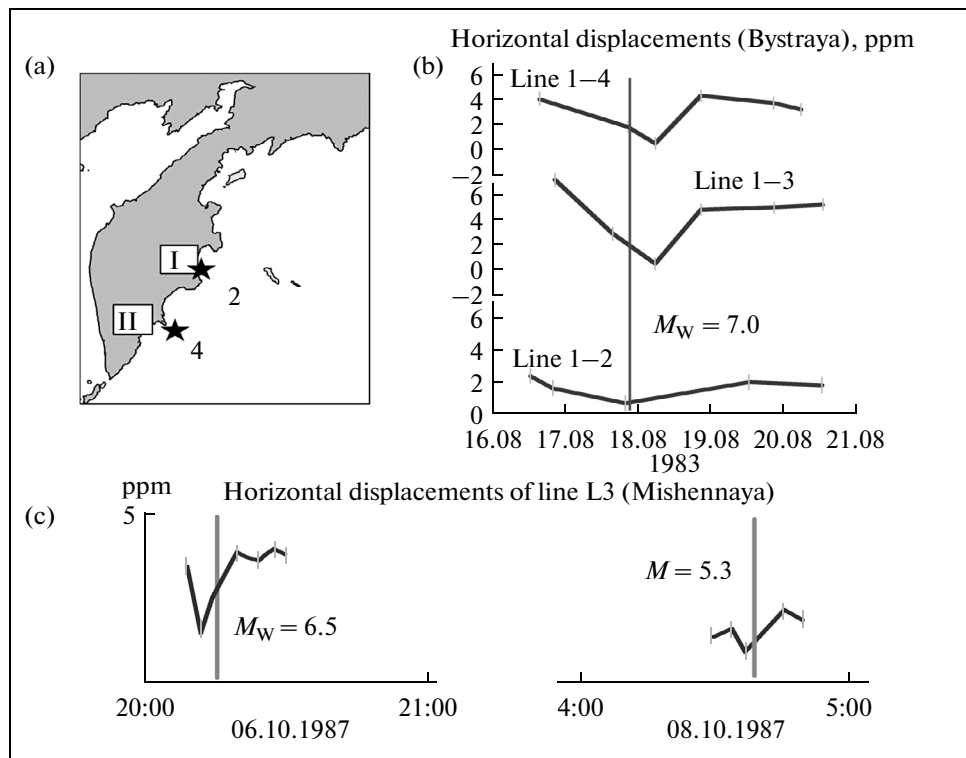 Horizontal displacements (Bystraya), ppm
(a)
(b)
I
2
II
4
6
4
2
0
−2
Line 1–4
6
4
2
0
−2
Line 1–3
M_W = 7.0
6
4
2
0
Line 1–2
16.08 17.08 18.08 19.08 20.08 21.08
1983
(c)
ppm
Horizontal displacements of line L3 (Mishennaya)
5
M_W = 6.5
M = 5.3
20:00 21:00 4:00 5:00
06.10.1987 08.10.1987